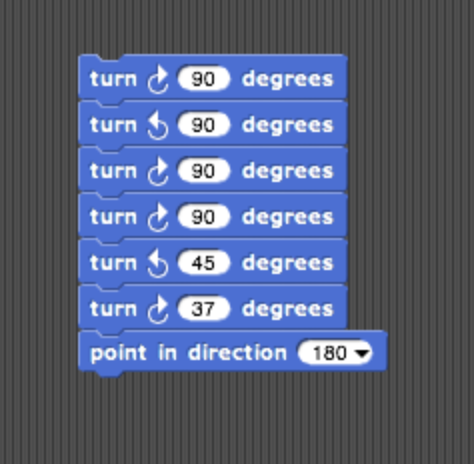 turn ↻ 90 degrees
turn ↺ 90 degrees
turn ↻ 90 degrees
turn ↻ 90 degrees
turn ↺ 45 degrees
turn ↻ 37 degrees
point in direction 180